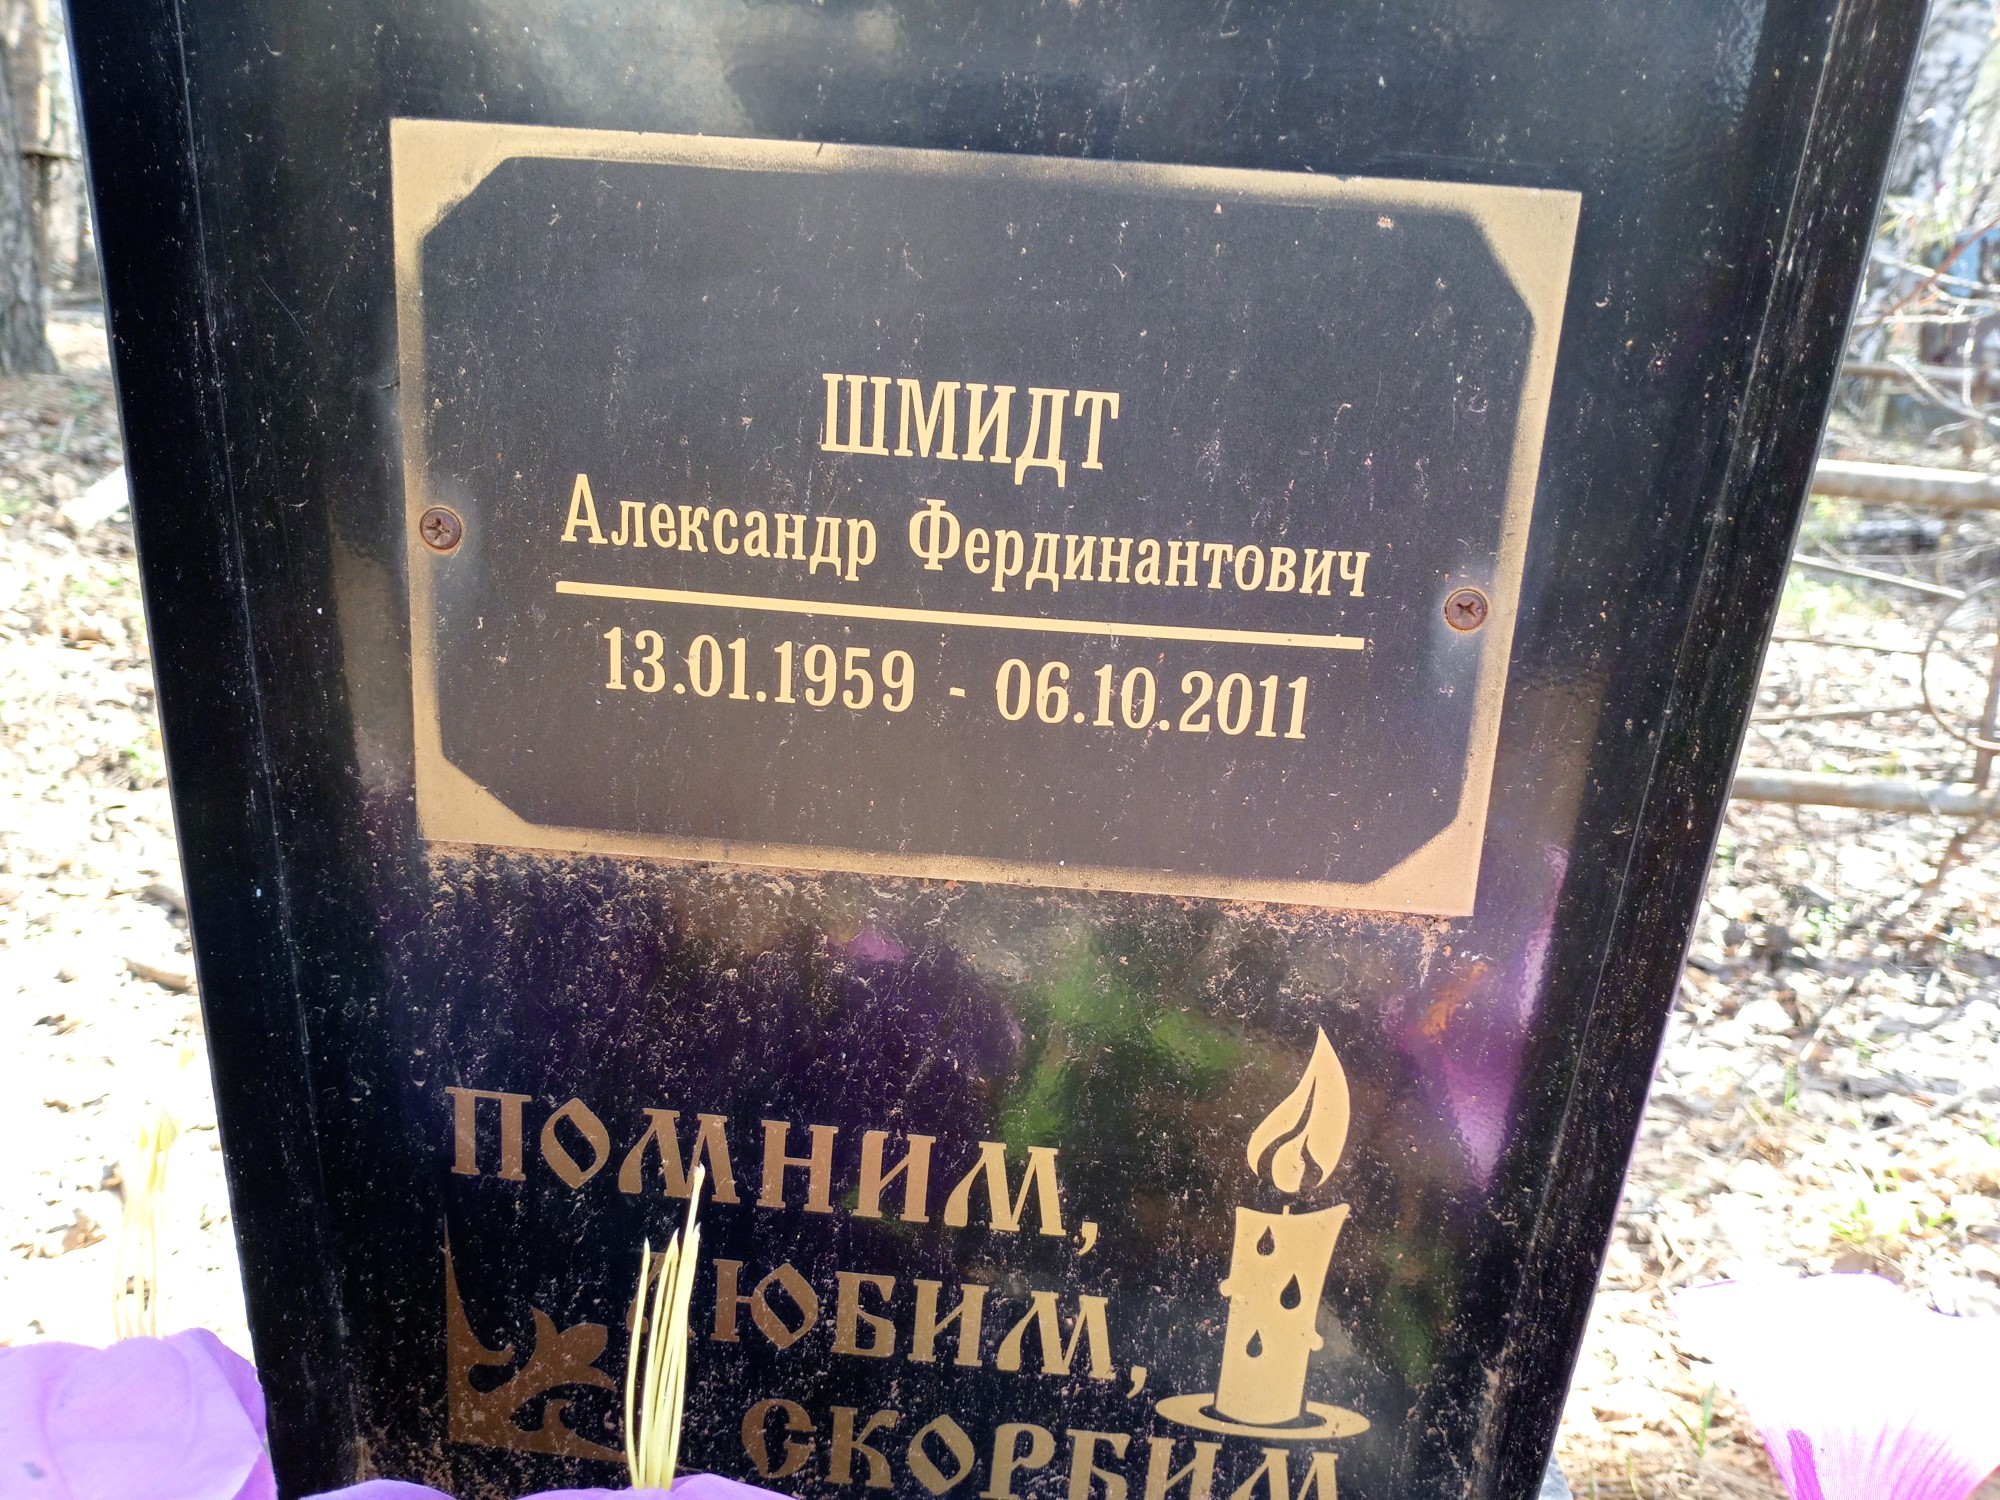 ШМИДТ
Александр Фердинантович
13.01.1959 - 06.10.2011
ПОМНИМ,
ЛЮБИМ,
СКОРБИМ